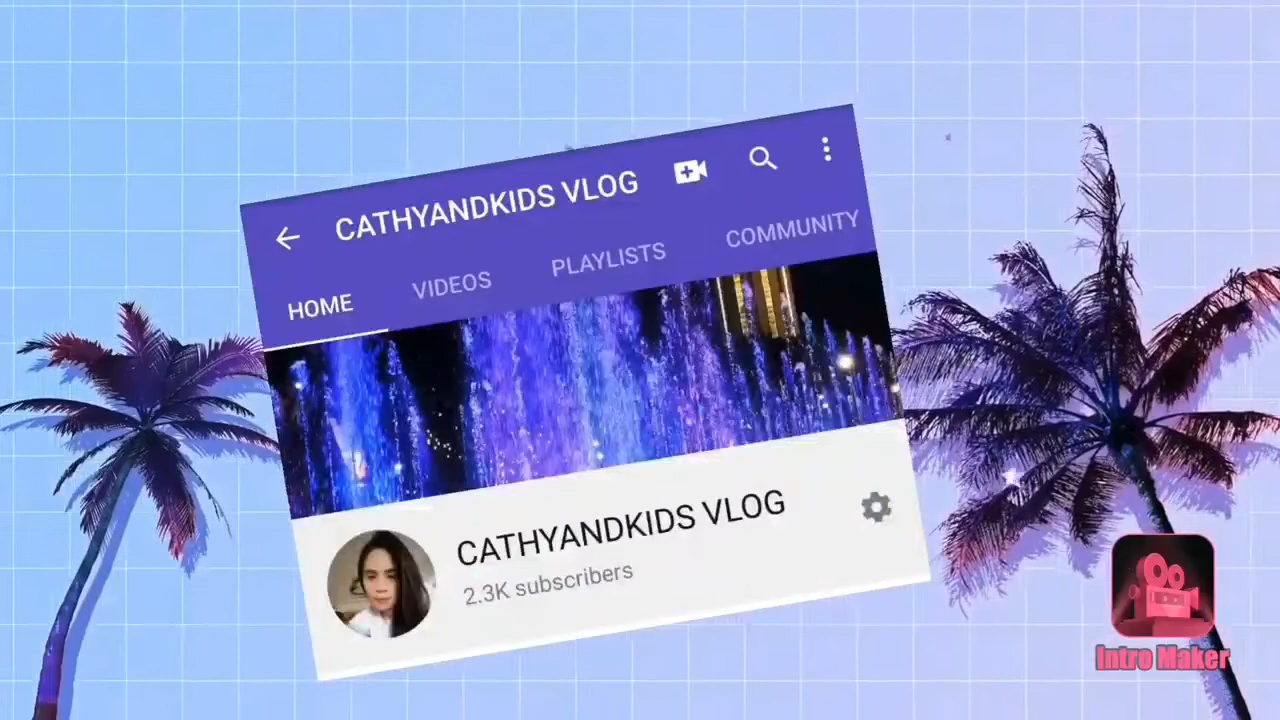 CATHYANDKIDS VLOG
HOME VIDEOS PLAYLISTS COMMUNITY
CATHYANDKIDS VLOG
2.3K subscribers
Intro Maker